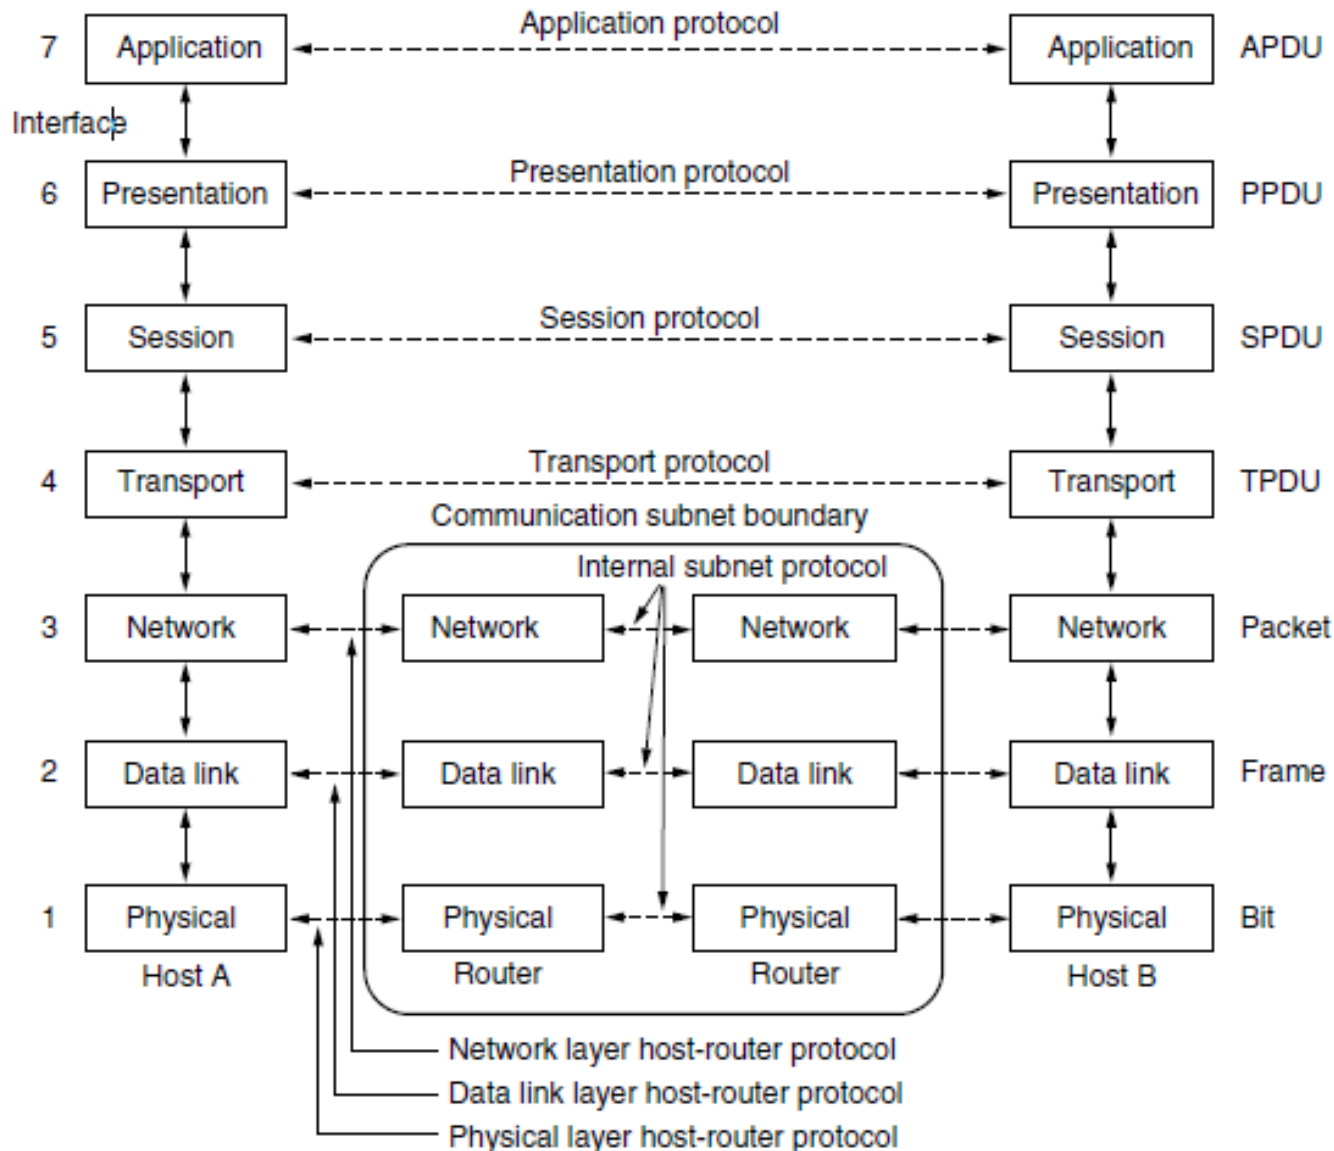 Application protocol
7 Application Application APDU
Interface
Presentation protocol
6 Presentation Presentation PPDU
Session protocol
5 Session Session SPDU
Transport protocol
4 Transport Transport TPDU
Communication subnet boundary
Internal subnet protocol
3 Network Network Network Network Packet
2 Data link Data link Data link Data link Frame
1 Physical Physical Physical Physical Bit
Host A Router Router Host B
Network layer host-router protocol
Data link layer host-router protocol
Physical layer host-router protocol